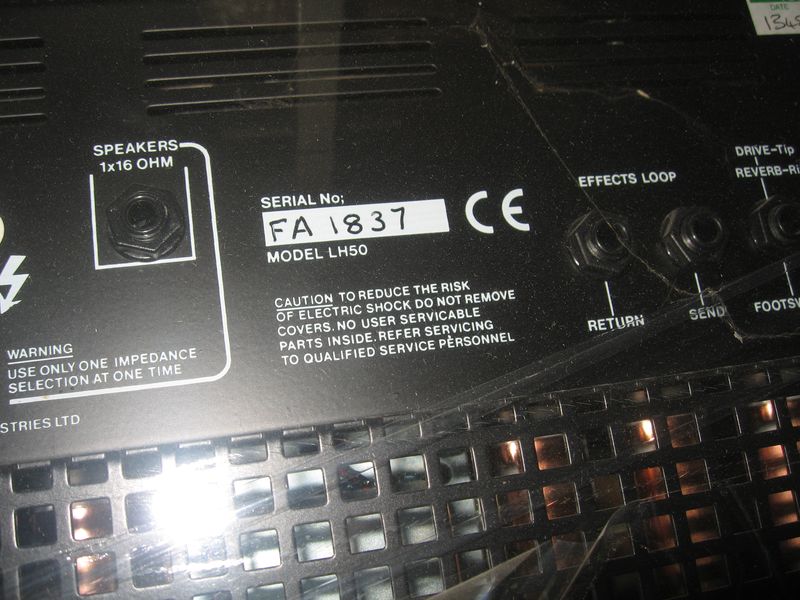 DATE
SPEAKERS
1x16 OHM
SERIAL No;
FA 1837
MODEL LH50
CE
EFFECTS LOOP
RETURN
SEND
DRIVE-Tip
CAUTION TO REDUCE THE RISK
OF ELECTRIC SHOCK DO NOT REMOVE
COVERS. NO USER SERVICABLE
PARTS INSIDE. REFER SERVICING
TO QUALIFIED SERVICE PERSONNEL
WARNING
USE ONLY ONE IMPEDANCE
SELECTION AT ONE TIME
LTD